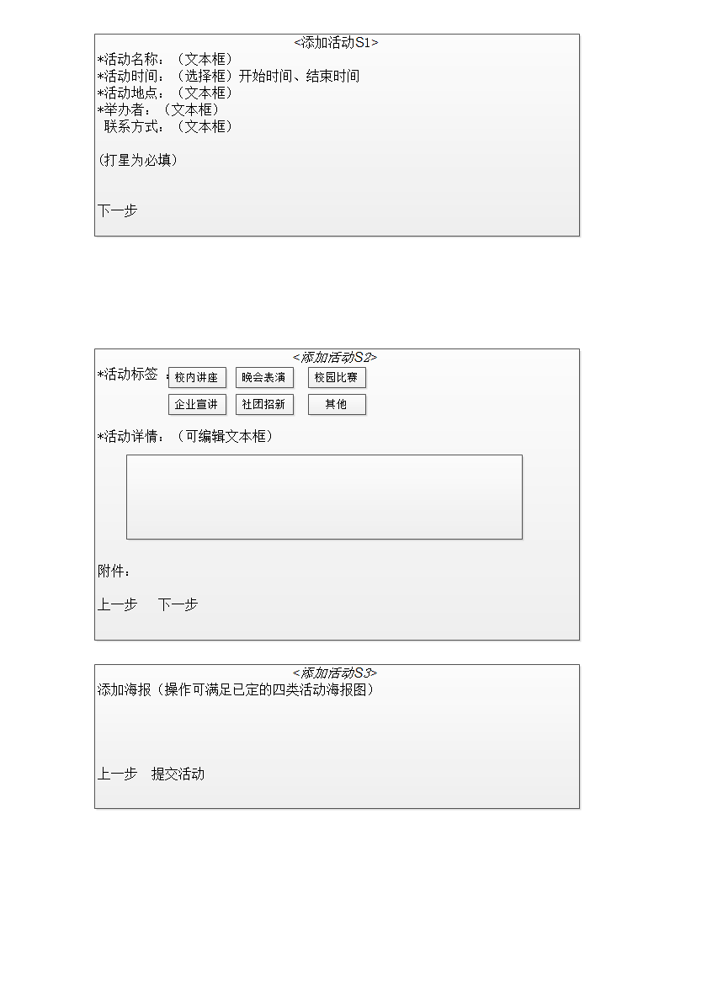 <添加活动S1>
*活动名称：（文本框）
*活动时间：（选择框）开始时间、结束时间
*活动地点：（文本框）
*举办者：（文本框）
联系方式：（文本框）
(打星为必填)
下一步
<添加活动S2>
*活动标签 ： 校内讲座 晚会表演 校园比赛
企业宣讲 社团招新 其他
*活动详情：（可编辑文本框）
附件：
上一步 下一步
<添加活动S3>
添加海报（操作可满足已定的四类活动海报图）
上一步 提交活动